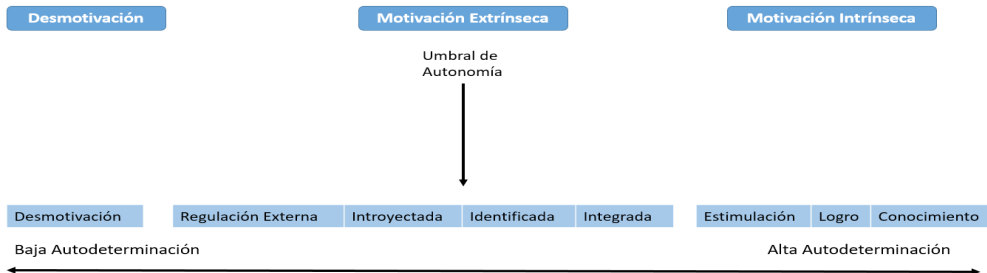 Desmotivación
Motivación Extrínseca
Motivación Intrínseca
Umbral de
Autonomía
Desmotivación
Regulación Externa
Introyectada
Identificada
Integrada
Estimulación
Logro
Conocimiento
Baja Autodeterminación
Alta Autodeterminación